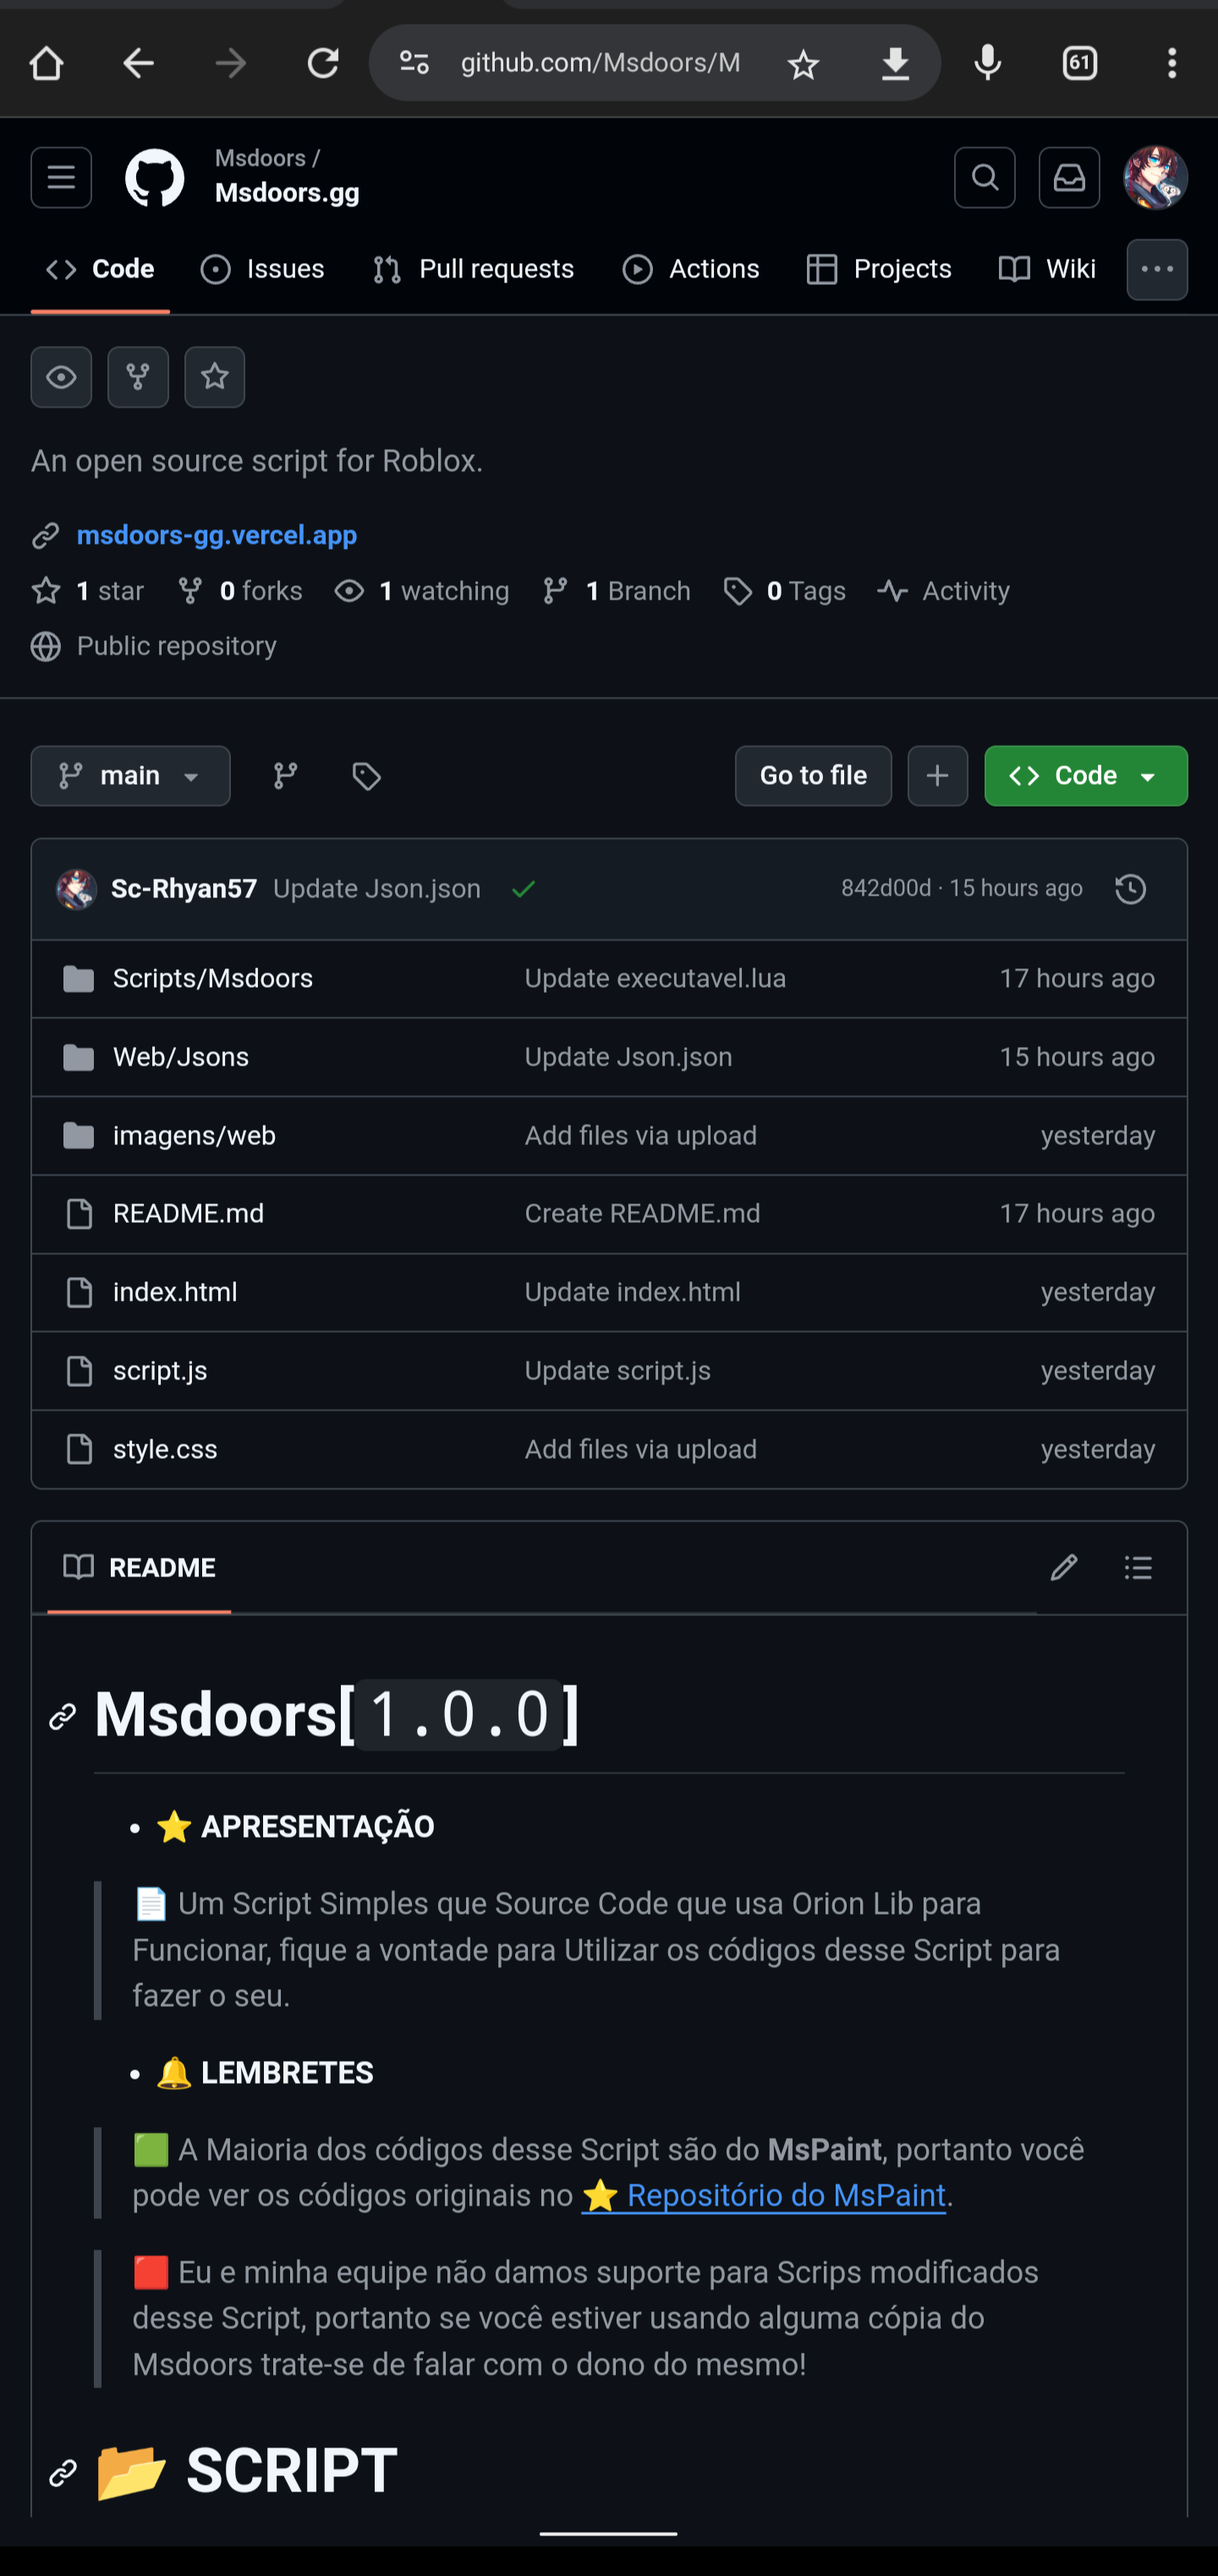 github.com/Msdoors/M
61
Msdoors /
Msdoors.gg
Code Issues Pull requests Actions Projects Wiki
An open source script for Roblox.
msdoors-gg.vercel.app
1 star 0 forks 1 watching 1 Branch 0 Tags Activity
Public repository
main Go to file Code
Sc-Rhyan57 Update Json.json 842d00d · 15 hours ago
Scripts/Msdoors Update executavel.lua 17 hours ago
Web/Jsons Update Json.json 15 hours ago
imagens/web Add files via upload yesterday
README.md Create README.md 17 hours ago
index.html Update index.html yesterday
script.js Update script.js yesterday
style.css Add files via upload yesterday
README
Msdoors[1.0.0]
• ⭐ APRESENTAÇÃO
📄 Um Script Simples que Source Code que usa Orion Lib para
Funcionar, fique a vontade para Utilizar os códigos desse Script para
fazer o seu.
• 🔔 LEMBRETES
🟩 A Maioria dos códigos desse Script são do MsPaint, portanto você
pode ver os códigos originais no ⭐ Repositório do MsPaint.
🟥 Eu e minha equipe não damos suporte para Scrips modificados
desse Script, portanto se você estiver usando alguma cópia do
Msdoors trate-se de falar com o dono do mesmo!
📂 SCRIPT